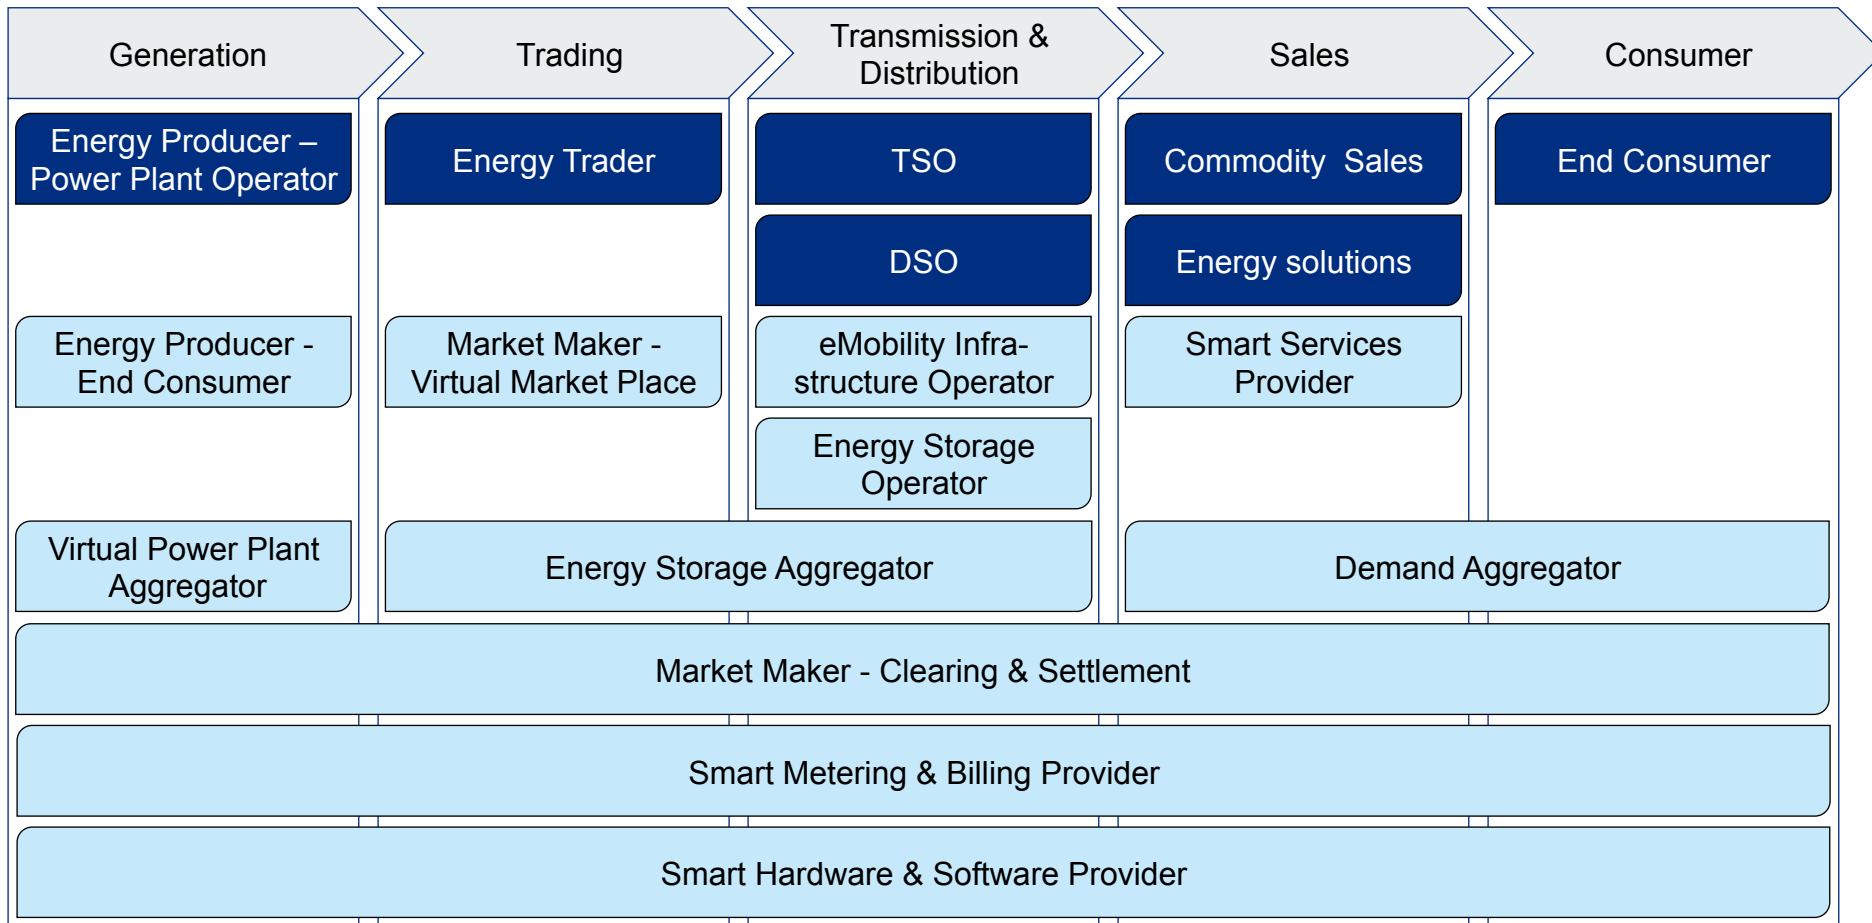 Generation
Trading
Transmission &
Distribution
Sales
Consumer
Energy Producer –
Power Plant Operator
Energy Trader
TSO
Commodity  Sales
End Consumer
DSO
Energy solutions
Energy Producer -
End Consumer
Market Maker -
Virtual Market Place
eMobility Infra-
structure Operator
Smart Services
Provider
Energy Storage
Operator
Virtual Power Plant
Aggregator
Energy Storage Aggregator
Demand Aggregator
Market Maker - Clearing & Settlement
Smart Metering & Billing Provider
Smart Hardware & Software Provider